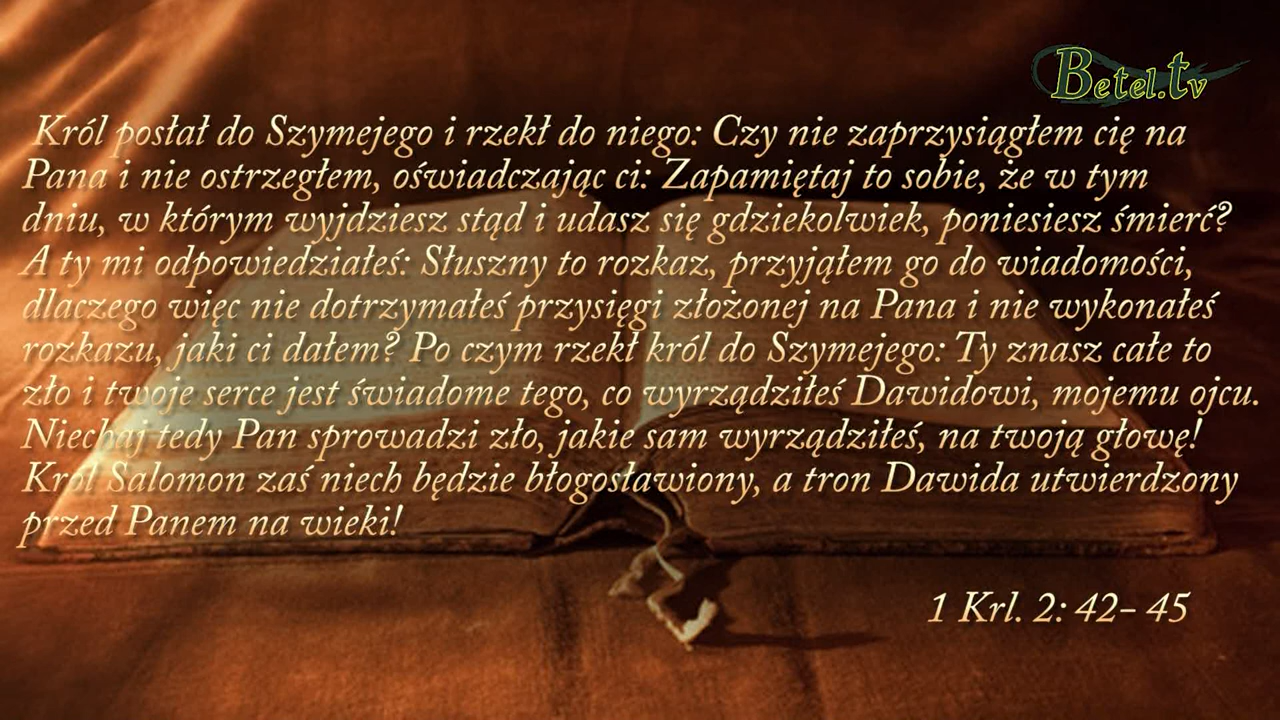 Betel.tv
Król posłał do Szymejego i rzekł do niego: Czy nie zaprzysiągłem cię na
Pana i nie ostrzegłem, oświadczając ci: Zapamiętaj to sobie, że w tym
dniu, w którym wyjdziesz stąd i udasz się gdziekolwiek, poniesiesz śmierć?
A ty mi odpowiedziałeś: Słuszny to rozkaz, przyjąłem go do wiadomości,
dlaczego więc nie dotrzymałeś przysięgi złożonej na Pana i nie wykonałeś
rozkazu, jaki ci dałem? Po czym rzekł król do Szymejego: Ty znasz całe to
zło i twoje serce jest świadome tego, co wyrządziłeś Dawidowi, mojemu ojcu.
Niechaj tedy Pan sprowadzi zło, jakie sam wyrządziłeś, na twoją głowę!
Król Salomon zaś niech będzie błogosławiony, a tron Dawida utwierdzony
przed Panem na wieki!
1 Krl. 2: 42– 45